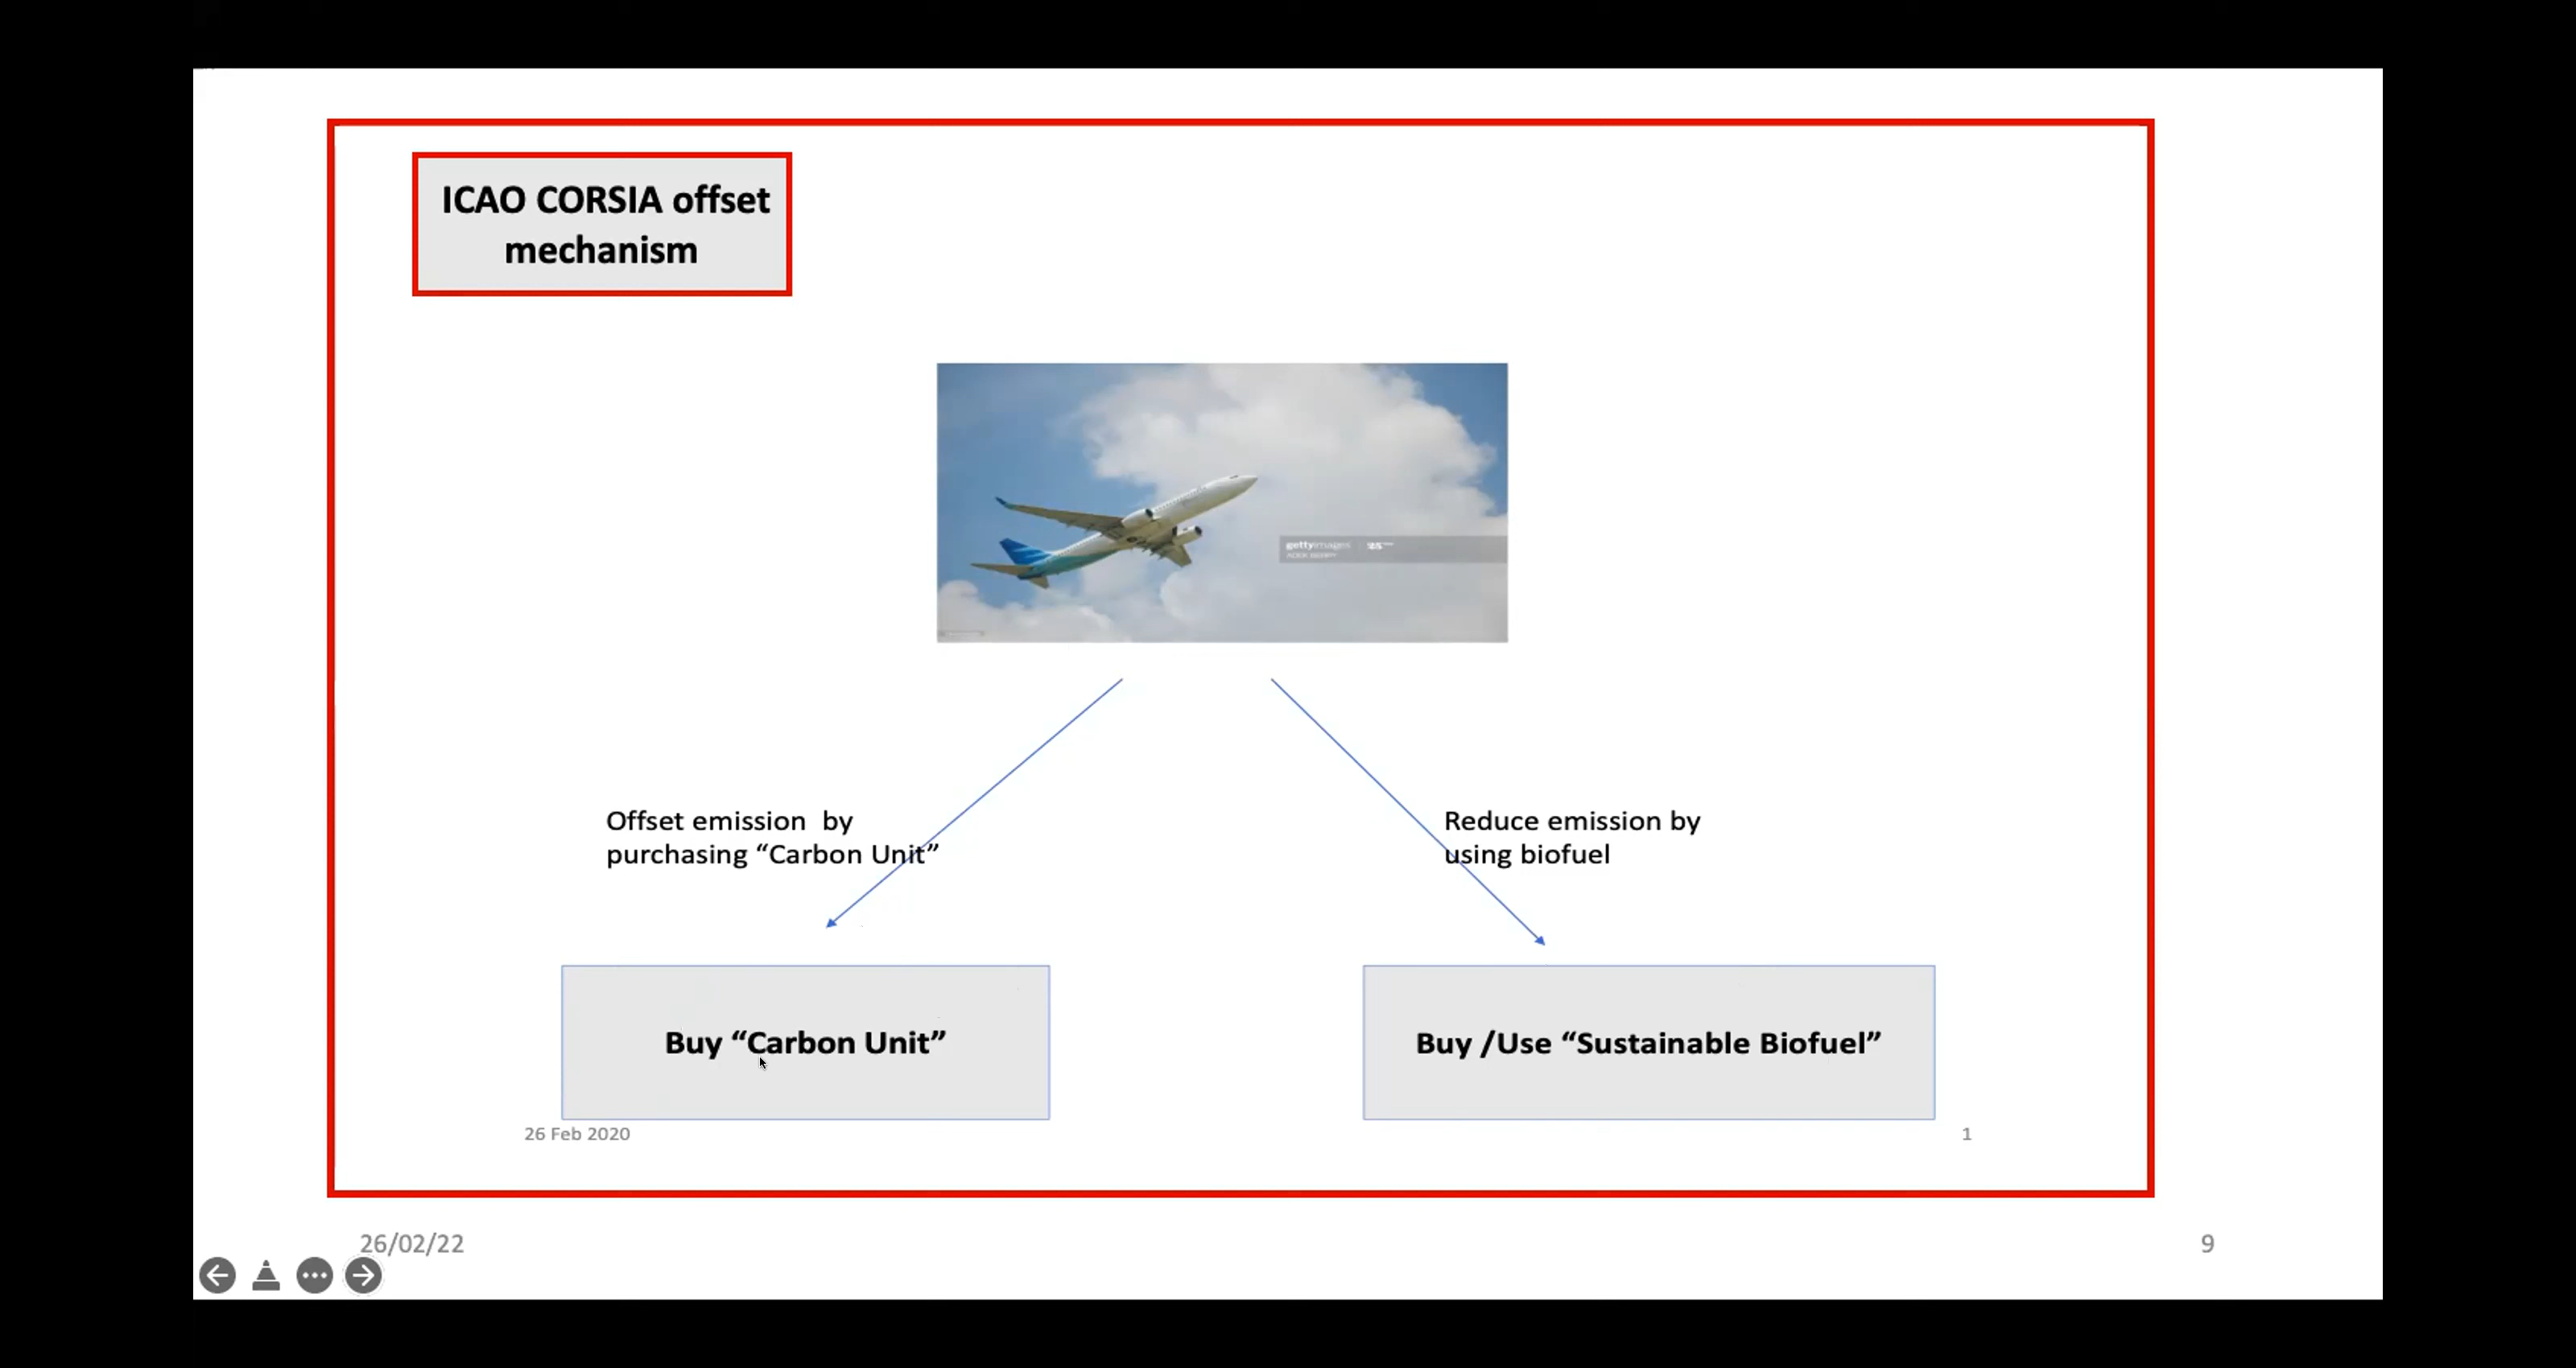 ICAO CORSIA offset
mechanism
gettyimages
Offset emission  by
purchasing “Carbon Unit”
Reduce emission by
using biofuel
Buy “Carbon Unit”
Buy /Use “Sustainable Biofuel”
26 Feb 2020
1
26/02/22
9